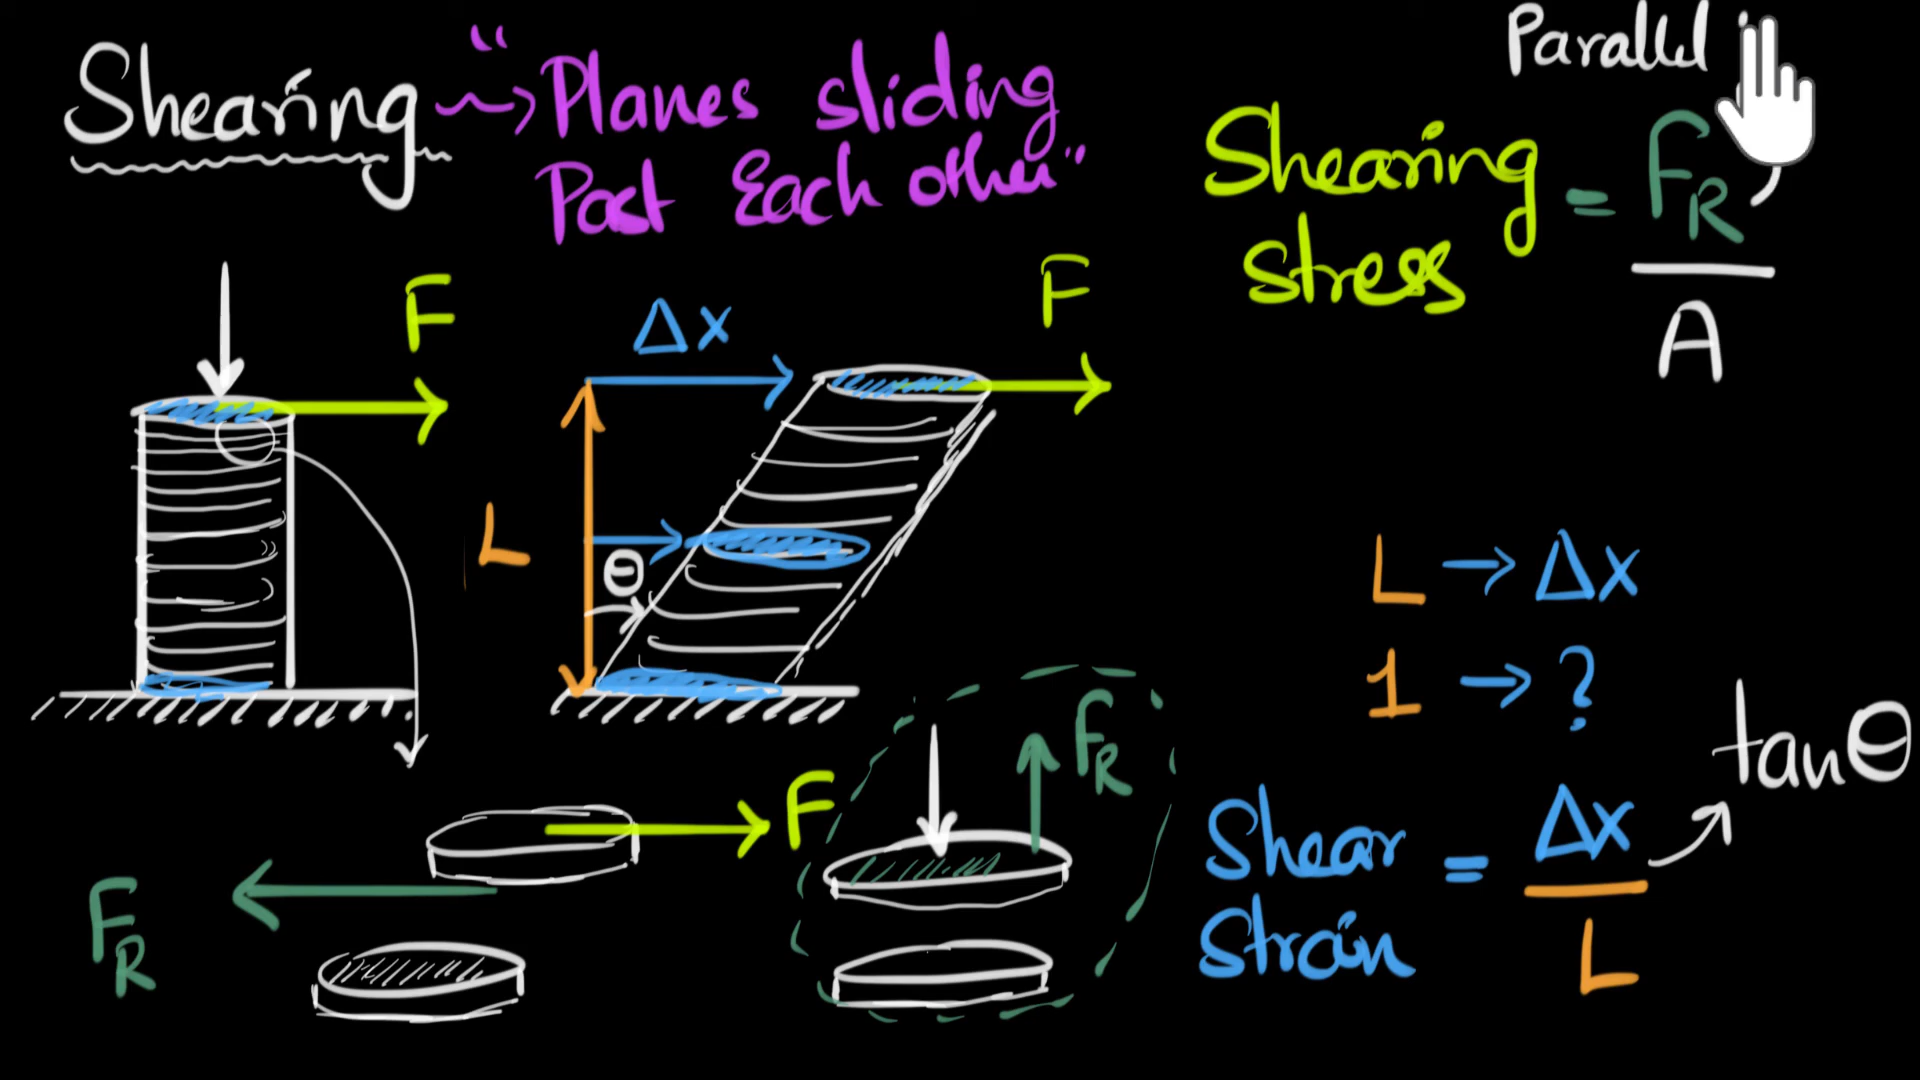 Shearing
“Planes sliding
Past Each other”
Parallel
Shearing
stress
=
FR
A
F
Δx
F
L
θ
L → Δx
1 → ?
tanθ
FR
F
FR
Shear
Strain
=
Δx
L